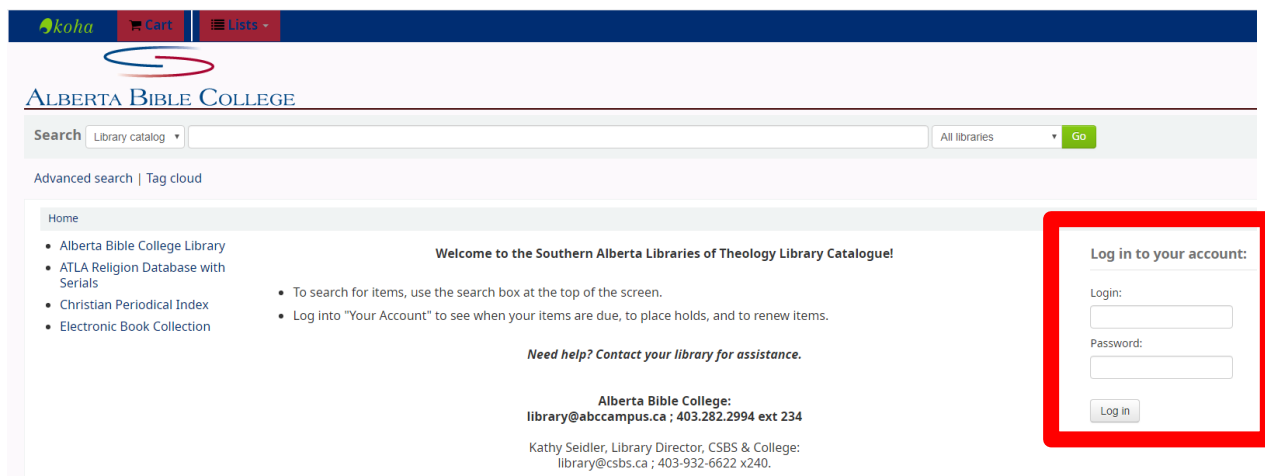 koha Cart Lists
ALBERTA BIBLE COLLEGE
Search Library catalog All libraries Go
Advanced search | Tag cloud
Home
Alberta Bible College Library
ATLA Religion Database with
Serials
Christian Periodical Index
Electronic Book Collection
Welcome to the Southern Alberta Libraries of Theology Library Catalogue!
To search for items, use the search box at the top of the screen.
Log into "Your Account" to see when your items are due, to place holds, and to renew items.
Need help? Contact your library for assistance.
Alberta Bible College:
library@abccampus.ca ; 403.282.2994 ext 234
Kathy Seidler, Library Director, CSBS & College:
library@csbs.ca ; 403-932-6622 x240.
Log in to your account:
Login:
Password:
Log in